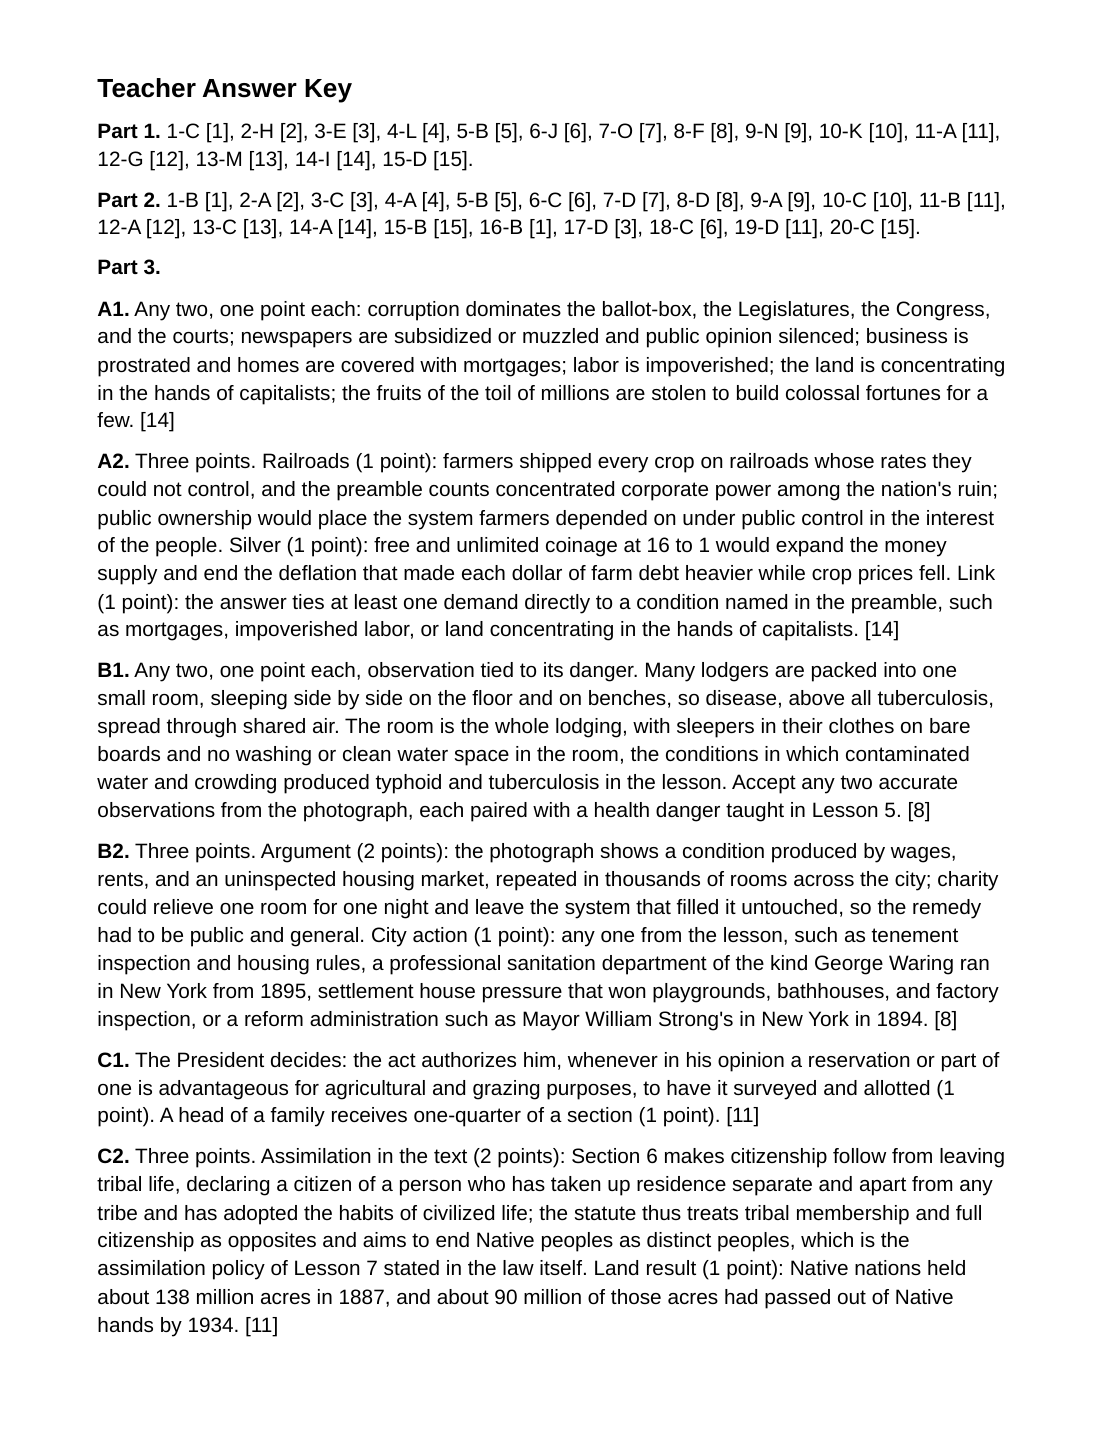 Teacher Answer Key
Part 1. 1-C [1], 2-H [2], 3-E [3], 4-L [4], 5-B [5], 6-J [6], 7-O [7], 8-F [8], 9-N [9], 10-K [10], 11-A [11],
12-G [12], 13-M [13], 14-I [14], 15-D [15].
Part 2. 1-B [1], 2-A [2], 3-C [3], 4-A [4], 5-B [5], 6-C [6], 7-D [7], 8-D [8], 9-A [9], 10-C [10], 11-B [11],
12-A [12], 13-C [13], 14-A [14], 15-B [15], 16-B [1], 17-D [3], 18-C [6], 19-D [11], 20-C [15].
Part 3.
A1. Any two, one point each: corruption dominates the ballot-box, the Legislatures, the Congress,
and the courts; newspapers are subsidized or muzzled and public opinion silenced; business is
prostrated and homes are covered with mortgages; labor is impoverished; the land is concentrating
in the hands of capitalists; the fruits of the toil of millions are stolen to build colossal fortunes for a
few. [14]
A2. Three points. Railroads (1 point): farmers shipped every crop on railroads whose rates they
could not control, and the preamble counts concentrated corporate power among the nation's ruin;
public ownership would place the system farmers depended on under public control in the interest
of the people. Silver (1 point): free and unlimited coinage at 16 to 1 would expand the money
supply and end the deflation that made each dollar of farm debt heavier while crop prices fell. Link
(1 point): the answer ties at least one demand directly to a condition named in the preamble, such
as mortgages, impoverished labor, or land concentrating in the hands of capitalists. [14]
B1. Any two, one point each, observation tied to its danger. Many lodgers are packed into one
small room, sleeping side by side on the floor and on benches, so disease, above all tuberculosis,
spread through shared air. The room is the whole lodging, with sleepers in their clothes on bare
boards and no washing or clean water space in the room, the conditions in which contaminated
water and crowding produced typhoid and tuberculosis in the lesson. Accept any two accurate
observations from the photograph, each paired with a health danger taught in Lesson 5. [8]
B2. Three points. Argument (2 points): the photograph shows a condition produced by wages,
rents, and an uninspected housing market, repeated in thousands of rooms across the city; charity
could relieve one room for one night and leave the system that filled it untouched, so the remedy
had to be public and general. City action (1 point): any one from the lesson, such as tenement
inspection and housing rules, a professional sanitation department of the kind George Waring ran
in New York from 1895, settlement house pressure that won playgrounds, bathhouses, and factory
inspection, or a reform administration such as Mayor William Strong's in New York in 1894. [8]
C1. The President decides: the act authorizes him, whenever in his opinion a reservation or part of
one is advantageous for agricultural and grazing purposes, to have it surveyed and allotted (1
point). A head of a family receives one-quarter of a section (1 point). [11]
C2. Three points. Assimilation in the text (2 points): Section 6 makes citizenship follow from leaving
tribal life, declaring a citizen of a person who has taken up residence separate and apart from any
tribe and has adopted the habits of civilized life; the statute thus treats tribal membership and full
citizenship as opposites and aims to end Native peoples as distinct peoples, which is the
assimilation policy of Lesson 7 stated in the law itself. Land result (1 point): Native nations held
about 138 million acres in 1887, and about 90 million of those acres had passed out of Native
hands by 1934. [11]